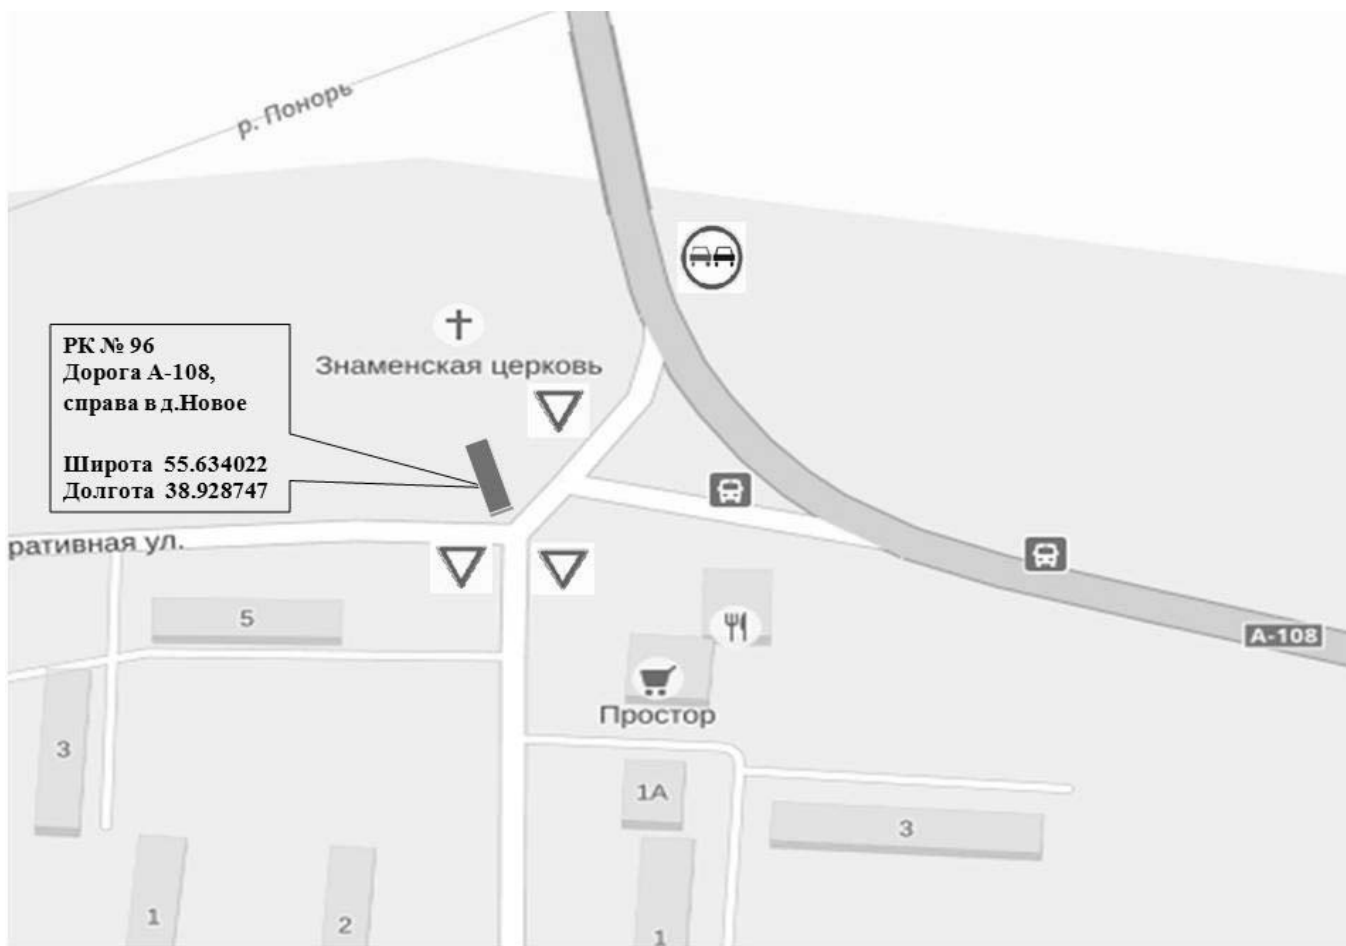 р. Понорь
РК № 96
Дорога А-108,
справа в д.Новое
Широта 55.634022
Долгота 38.928747
Знаменская церковь
ративная ул.
5
А-108
3
Простор
1А
3
1
2
1